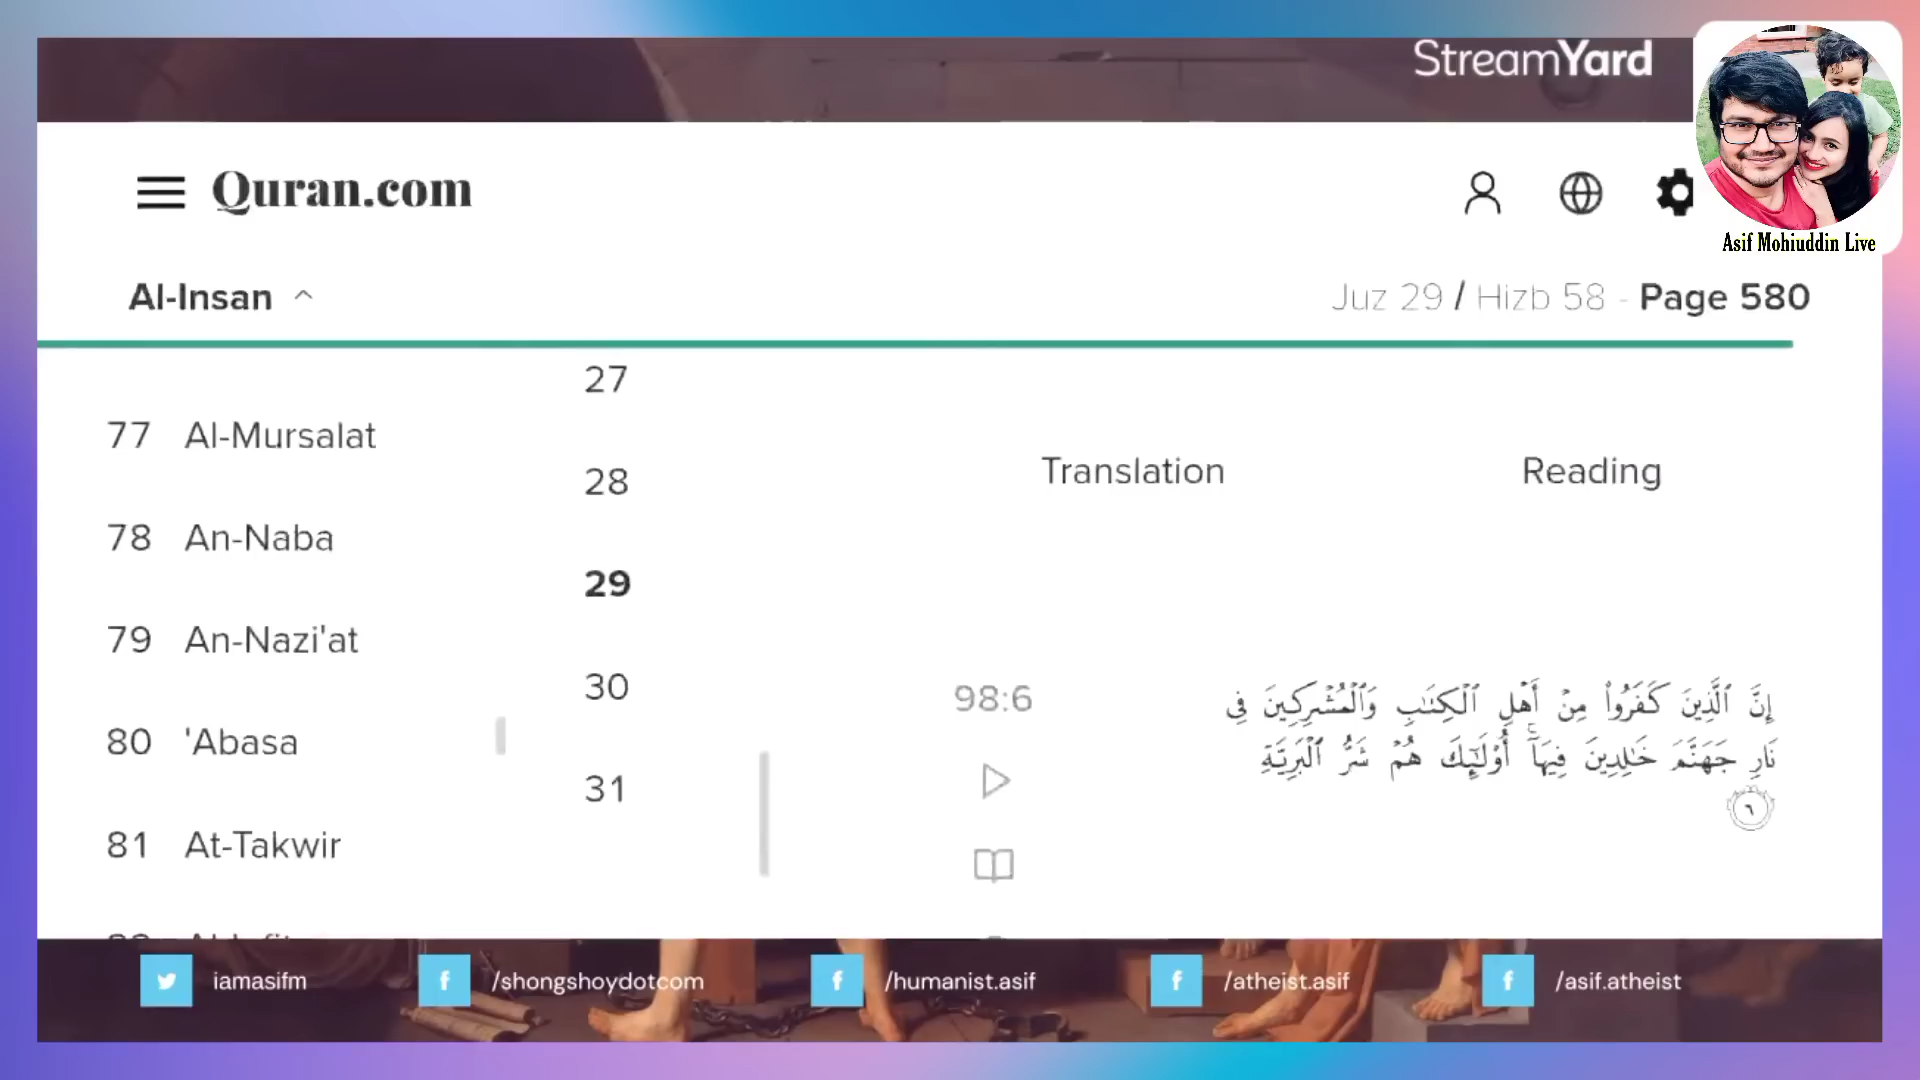 StreamYard
Asif Mohiuddin Live
Quran.com
Al-Insan
Juz 29 / Hizb 58 - Page 580
27
77 Al-Mursalat
28
78 An-Naba
29
79 An-Nazi'at
30
80 'Abasa
31
81 At-Takwir
Translation
Reading
98:6
إِنَّ ٱلَّذِينَ كَفَرُوا۟ مِنْ أَهْلِ ٱلْكِتَـٰبِ وَٱلْمُشْرِكِينَ فِى
نَارِ جَهَنَّمَ خَـٰلِدِينَ فِيهَآ ۚ أُو۟لَـٰٓئِكَ هُمْ شَرُّ ٱلْبَرِيَّةِ
٦
iamasifm
/shongshoydotcom
/humanist.asif
/atheist.asif
/asif.atheist